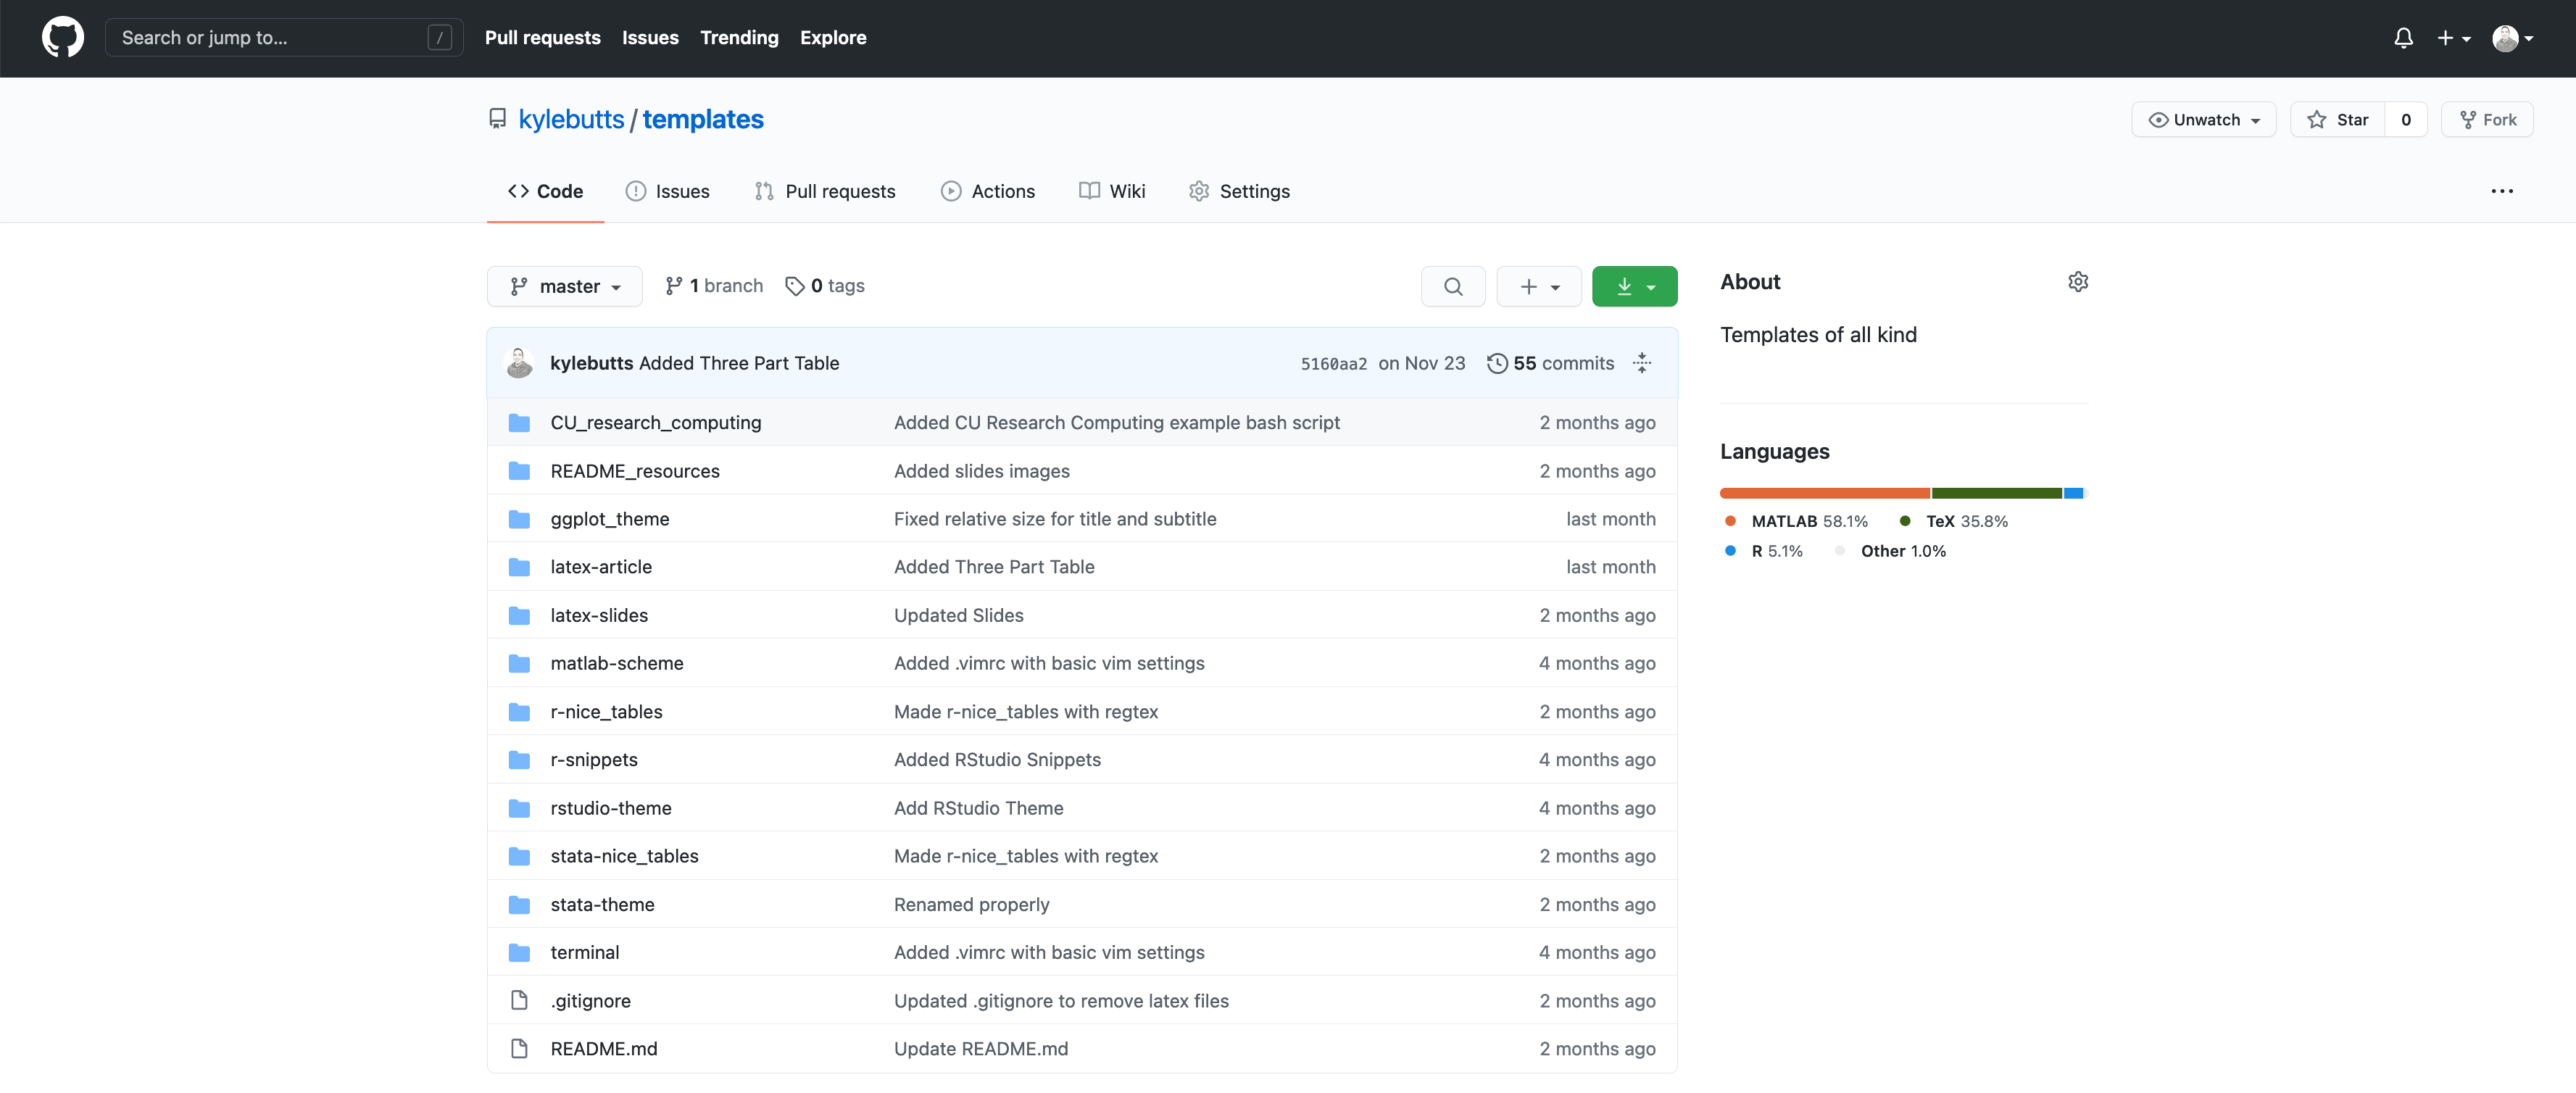 Search or jump to... /
Pull requests Issues Trending Explore
kylebutts / templates
Unwatch Star 0 Fork
Code Issues Pull requests Actions Wiki Settings
master 1 branch 0 tags
kylebutts Added Three Part Table 5160aa2 on Nov 23 55 commits
CU_research_computing Added CU Research Computing example bash script 2 months ago
README_resources Added slides images 2 months ago
ggplot_theme Fixed relative size for title and subtitle last month
latex-article Added Three Part Table last month
latex-slides Updated Slides 2 months ago
matlab-scheme Added .vimrc with basic vim settings 4 months ago
r-nice_tables Made r-nice_tables with regtex 2 months ago
r-snippets Added RStudio Snippets 4 months ago
rstudio-theme Add RStudio Theme 4 months ago
stata-nice_tables Made r-nice_tables with regtex 2 months ago
stata-theme Renamed properly 2 months ago
terminal Added .vimrc with basic vim settings 4 months ago
.gitignore Updated .gitignore to remove latex files 2 months ago
README.md Update README.md 2 months ago
About
Templates of all kind
Languages
MATLAB 58.1% TeX 35.8%
R 5.1% Other 1.0%